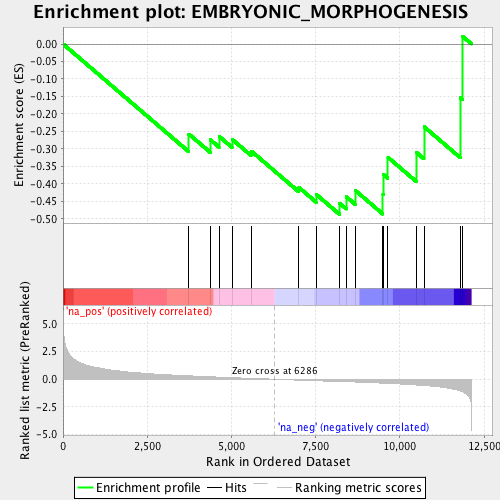 Enrichment plot: EMBRYONIC_MORPHOGENESIS
Enrichment score (ES)
0.00
-0.05
-0.10
-0.15
-0.20
-0.25
-0.30
-0.35
-0.40
-0.45
-0.50
'na_pos' (positively correlated)
Ranked list metric (PreRanked)
5.0
2.5
0.0
-2.5
-5.0
Zero cross at 6286
'na_neg' (negatively correlated)
0 2,500 5,000 7,500 10,000 12,500
Rank in Ordered Dataset
Enrichment profile Hits Ranking metric scores